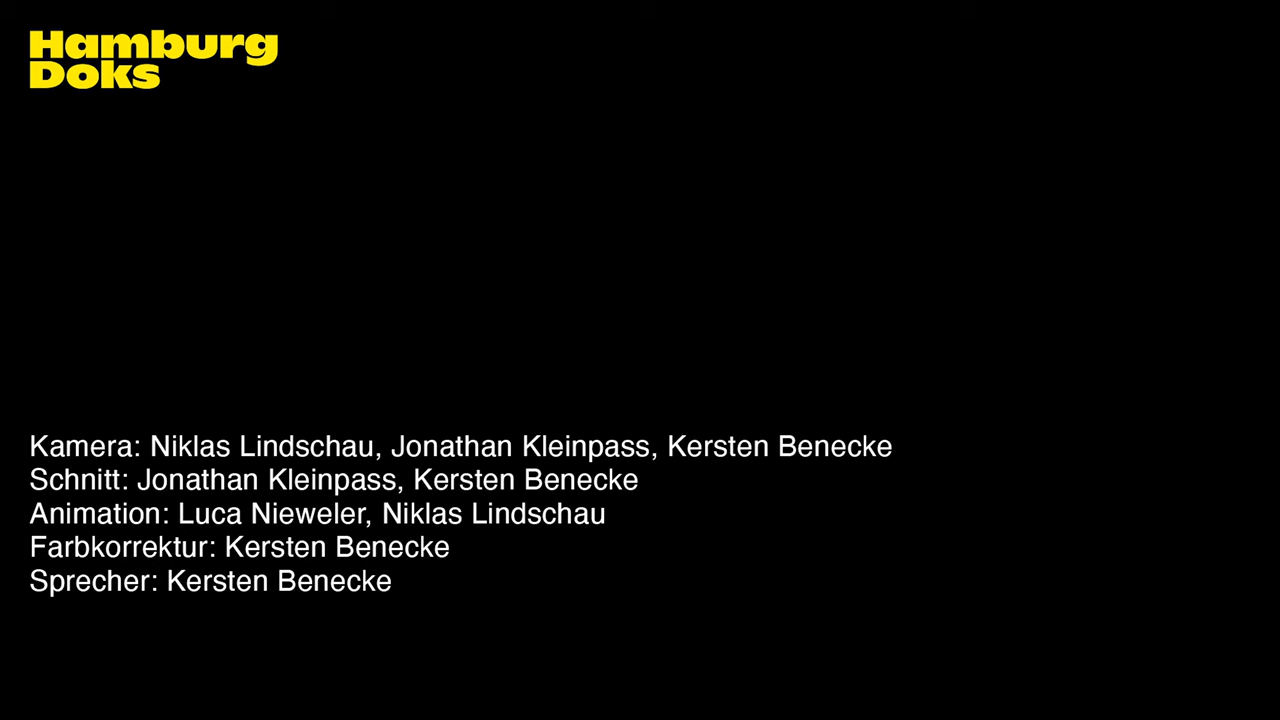 Hamburg
Doks
Kamera: Niklas Lindschau, Jonathan Kleinpass, Kersten Benecke
Schnitt: Jonathan Kleinpass, Kersten Benecke
Animation: Luca Nieweler, Niklas Lindschau
Farbkorrektur: Kersten Benecke
Sprecher: Kersten Benecke